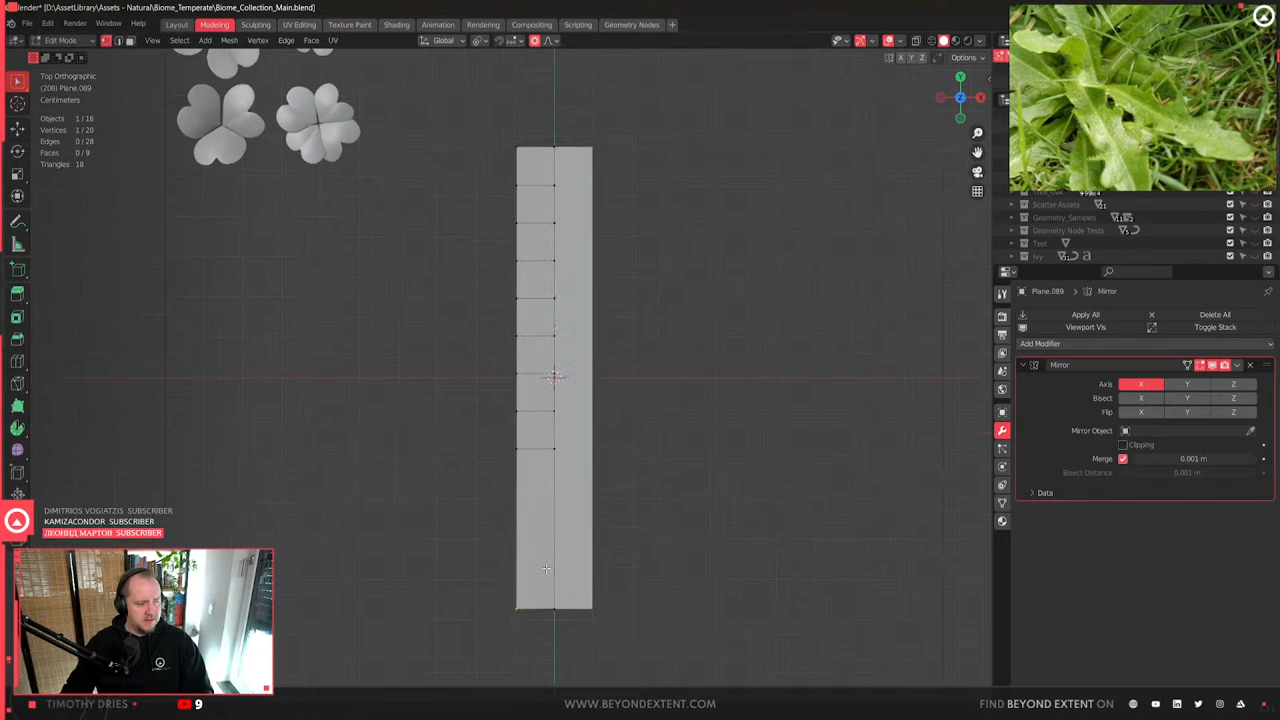 Blender* [D:\AssetLibrary\Assets - Natural\Biome_Temperate\Biome_Collection_Main.blend]
File Edit Render Window Help Layout Modeling Sculpting UV Editing Texture Paint Shading Animation Rendering Compositing Scripting Geometry Nodes +
Edit Mode View Select Add Mesh Vertex Edge Face UV Global
X Y Z Options
Top Orthographic
(208) Plane.089
Centimeters
Objects 1 / 16
Vertices 1/20
Edges 0/28
Faces 0/9
Triangles 18
Y
Z
X
Scatter Assets 21
Geometry_Samples
Geometry Node Tests
Test
Ivy
Plane.089 > Mirror
Apply All Delete All
Viewport Vis Toggle Stack
Add Modifier
Mirror
Axis X Y Z
Bisect X Y Z
Flip X Y Z
Mirror Object
Clipping
Merge 0.001 m
Bisect Distance 0.001 m
Data
DIMITRIOS VOGIATZIS SUBSCRIBER
KAMIZACONDOR SUBSCRIBER
ЛЕОНИД МАРТОВ SUBSCRIBER
TIMOTHY DRIES 9 WWW.BEYONDEXTENT.COM FIND BEYOND EXTENT ON